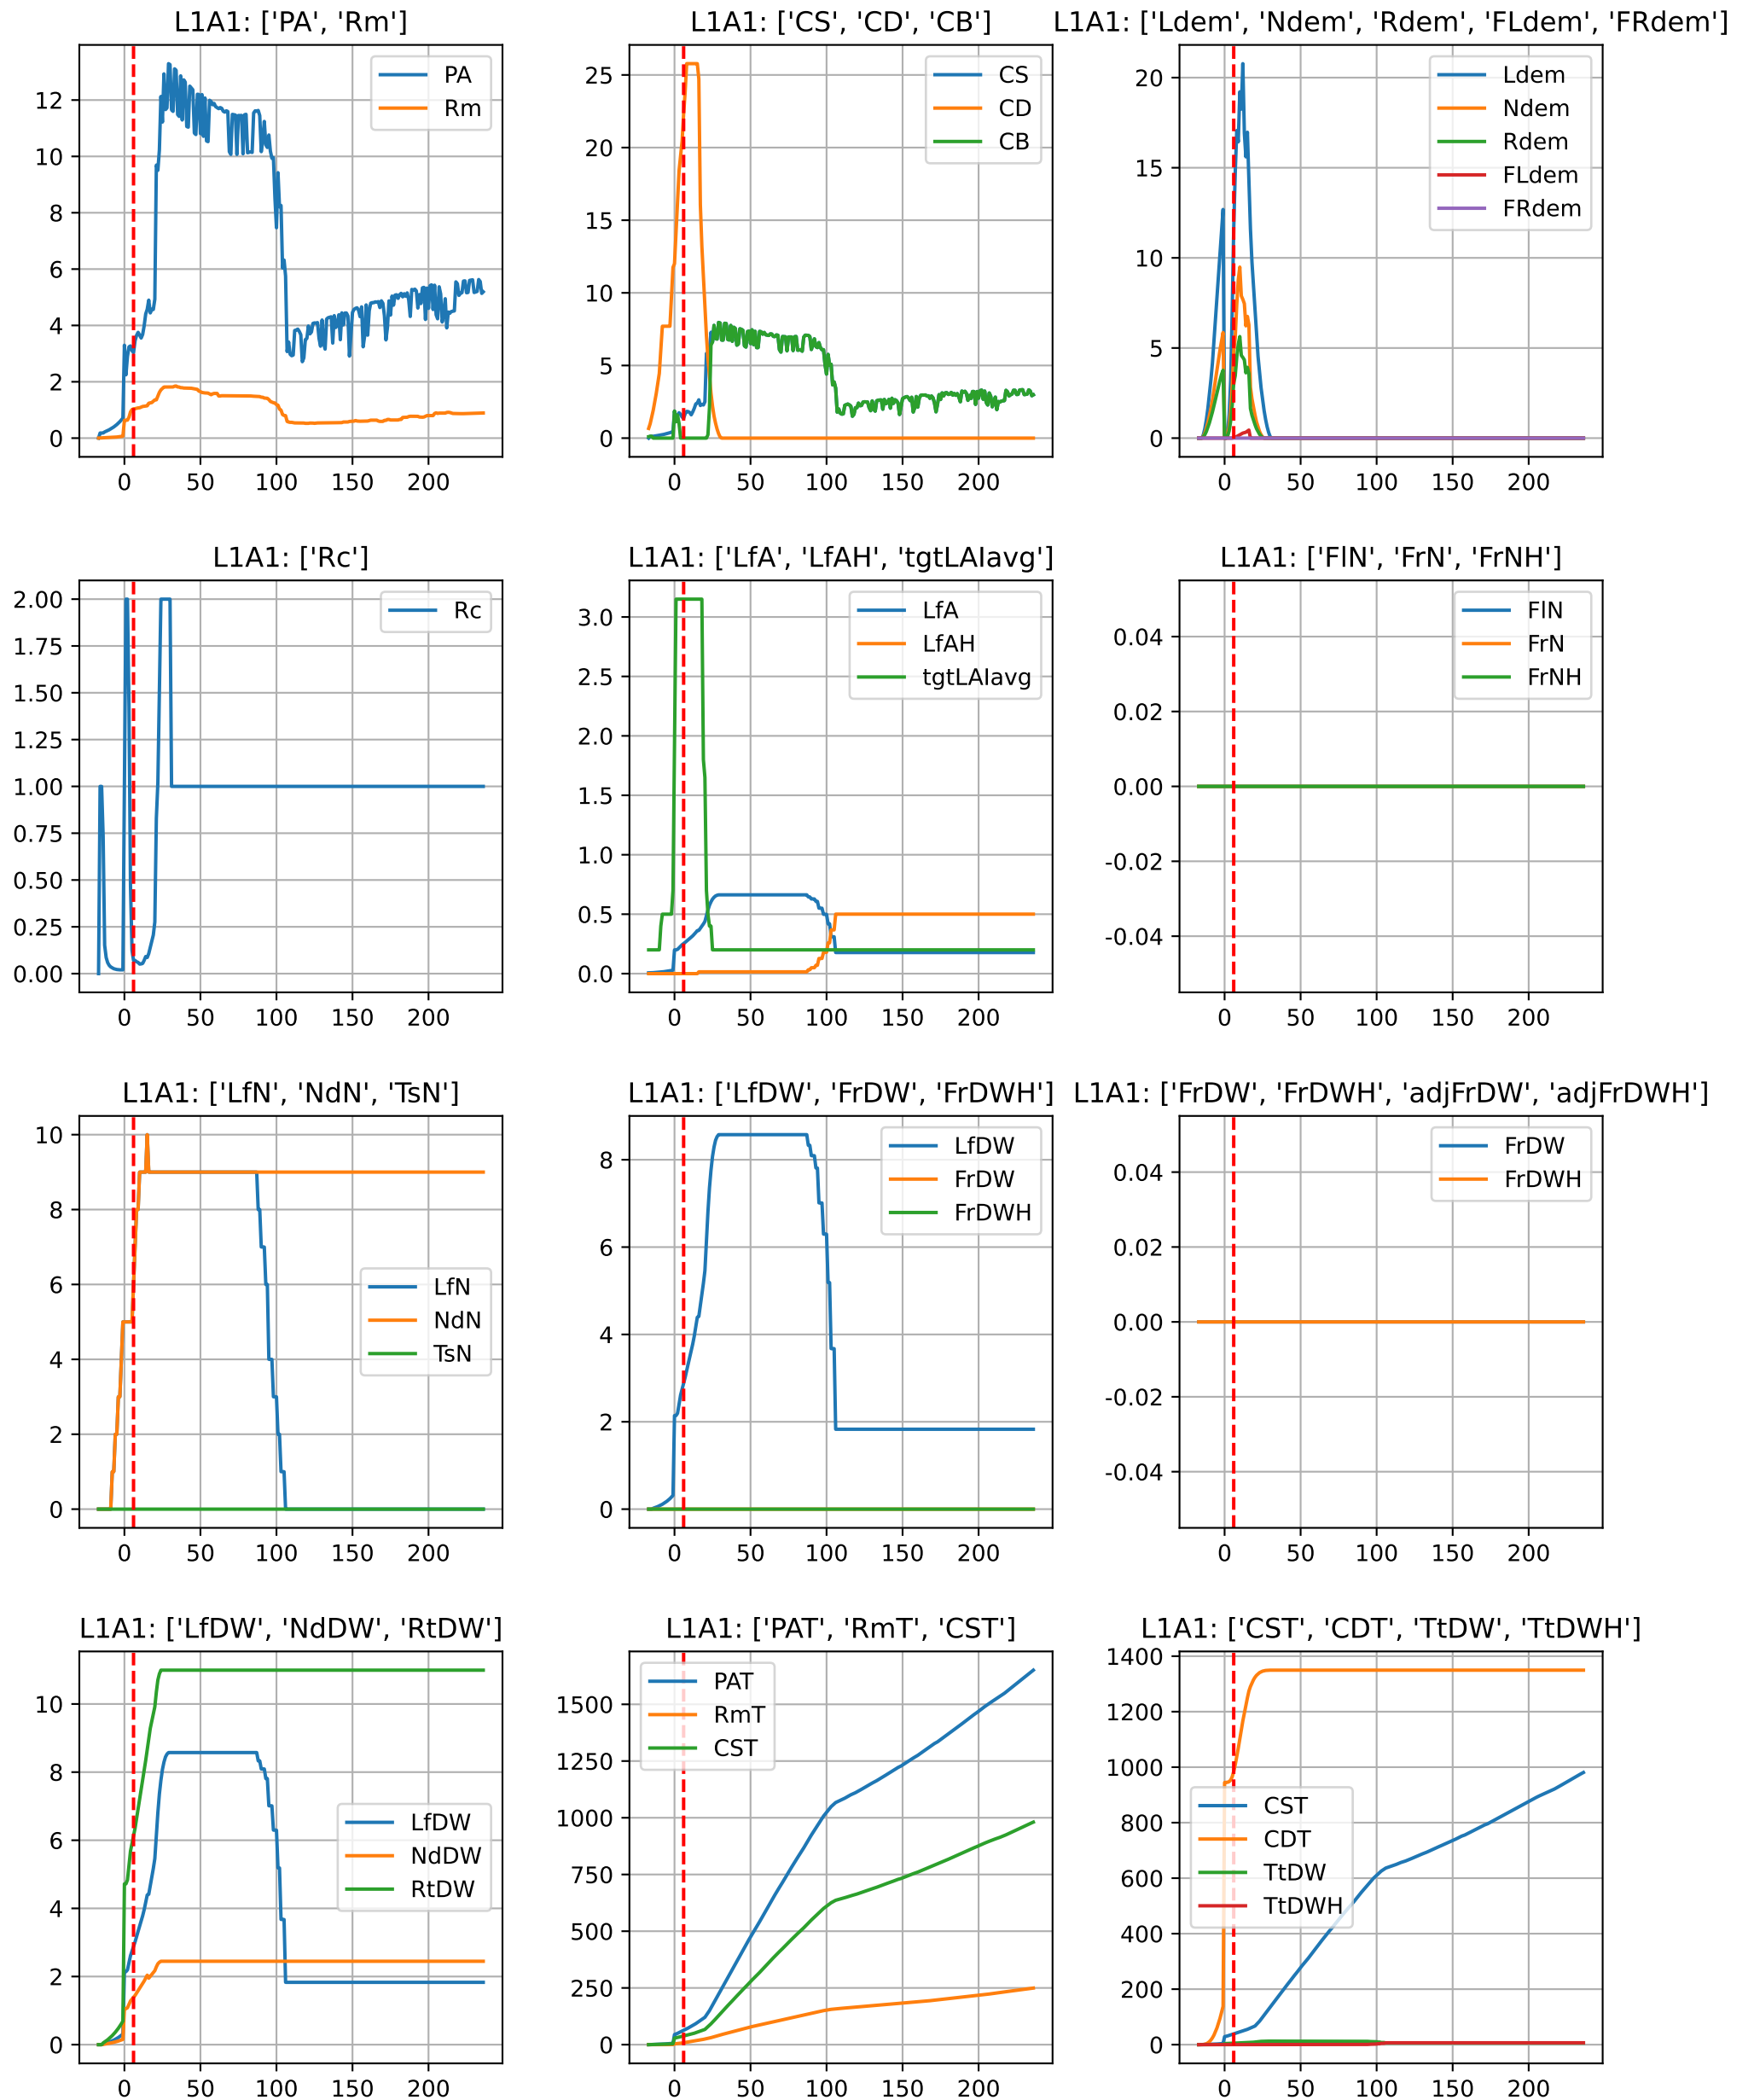 L1A1: ['PA', 'Rm']
12
10
8
6
4
2
0
0 50 100 150 200
PA
Rm
L1A1: ['CS', 'CD', 'CB']
25
20
15
10
5
0
0 50 100 150 200
CS
CD
CB
L1A1: ['Ldem', 'Ndem', 'Rdem', 'FLdem', 'FRdem']
20
15
10
5
0
0 50 100 150 200
Ldem
Ndem
Rdem
FLdem
FRdem
L1A1: ['Rc']
2.00
1.75
1.50
1.25
1.00
0.75
0.50
0.25
0.00
0 50 100 150 200
Rc
L1A1: ['LfA', 'LfAH', 'tgtLAIavg']
3.0
2.5
2.0
1.5
1.0
0.5
0.0
0 50 100 150 200
LfA
LfAH
tgtLAIavg
L1A1: ['FlN', 'FrN', 'FrNH']
0.04
0.02
0.00
-0.02
-0.04
0 50 100 150 200
FlN
FrN
FrNH
L1A1: ['LfN', 'NdN', 'TsN']
10
8
6
4
2
0
0 50 100 150 200
LfN
NdN
TsN
L1A1: ['LfDW', 'FrDW', 'FrDWH']
8
6
4
2
0
0 50 100 150 200
LfDW
FrDW
FrDWH
L1A1: ['FrDW', 'FrDWH', 'adjFrDW', 'adjFrDWH']
0.04
0.02
0.00
-0.02
-0.04
0 50 100 150 200
FrDW
FrDWH
L1A1: ['LfDW', 'NdDW', 'RtDW']
10
8
6
4
2
0
0 50 100 150 200
LfDW
NdDW
RtDW
L1A1: ['PAT', 'RmT', 'CST']
1500
1250
1000
750
500
250
0
0 50 100 150 200
PAT
RmT
CST
L1A1: ['CST', 'CDT', 'TtDW', 'TtDWH']
1400
1200
1000
800
600
400
200
0
0 50 100 150 200
CST
CDT
TtDW
TtDWH